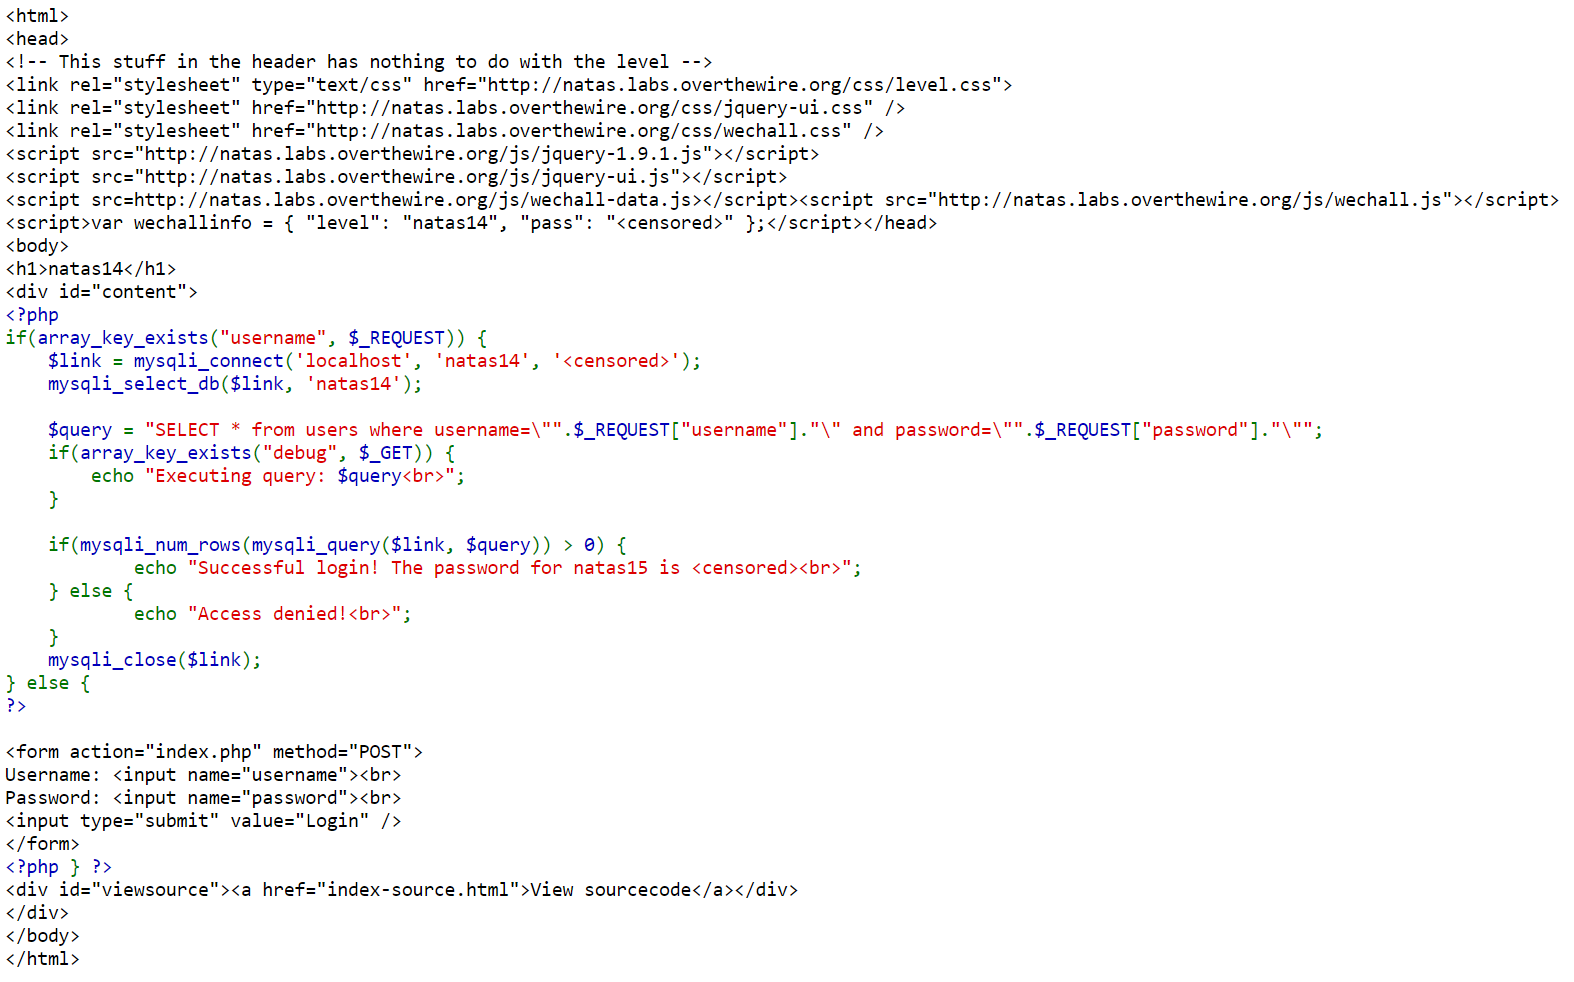 <html>
<head>
<!-- This stuff in the header has nothing to do with the level -->
<link rel="stylesheet" type="text/css" href="http://natas.labs.overthewire.org/css/level.css">
<link rel="stylesheet" href="http://natas.labs.overthewire.org/css/jquery-ui.css" />
<link rel="stylesheet" href="http://natas.labs.overthewire.org/css/wechall.css" />
<script src="http://natas.labs.overthewire.org/js/jquery-1.9.1.js"></script>
<script src="http://natas.labs.overthewire.org/js/jquery-ui.js"></script>
<script src=http://natas.labs.overthewire.org/js/wechall-data.js></script><script src="http://natas.labs.overthewire.org/js/wechall.js"></script>
<script>var wechallinfo = { "level": "natas14", "pass": "<censored>" };</script></head>
<body>
<h1>natas14</h1>
<div id="content">
<?php
if(array_key_exists("username", $_REQUEST)) {
    $link = mysqli_connect('localhost', 'natas14', '<censored>');
    mysqli_select_db($link, 'natas14');

    $query = "SELECT * from users where username=\"".$_REQUEST["username"]."\" and password=\"".$_REQUEST["password"]."\"";
    if(array_key_exists("debug", $_GET)) {
        echo "Executing query: $query<br>";
    }

    if(mysqli_num_rows(mysqli_query($link, $query)) > 0) {
            echo "Successful login! The password for natas15 is <censored><br>";
    } else {
            echo "Access denied!<br>";
    }
    mysqli_close($link);
} else {
?>

<form action="index.php" method="POST">
Username: <input name="username"><br>
Password: <input name="password"><br>
<input type="submit" value="Login" />
</form>
<?php } ?>
<div id="viewsource"><a href="index-source.html">View sourcecode</a></div>
</div>
</body>
</html>